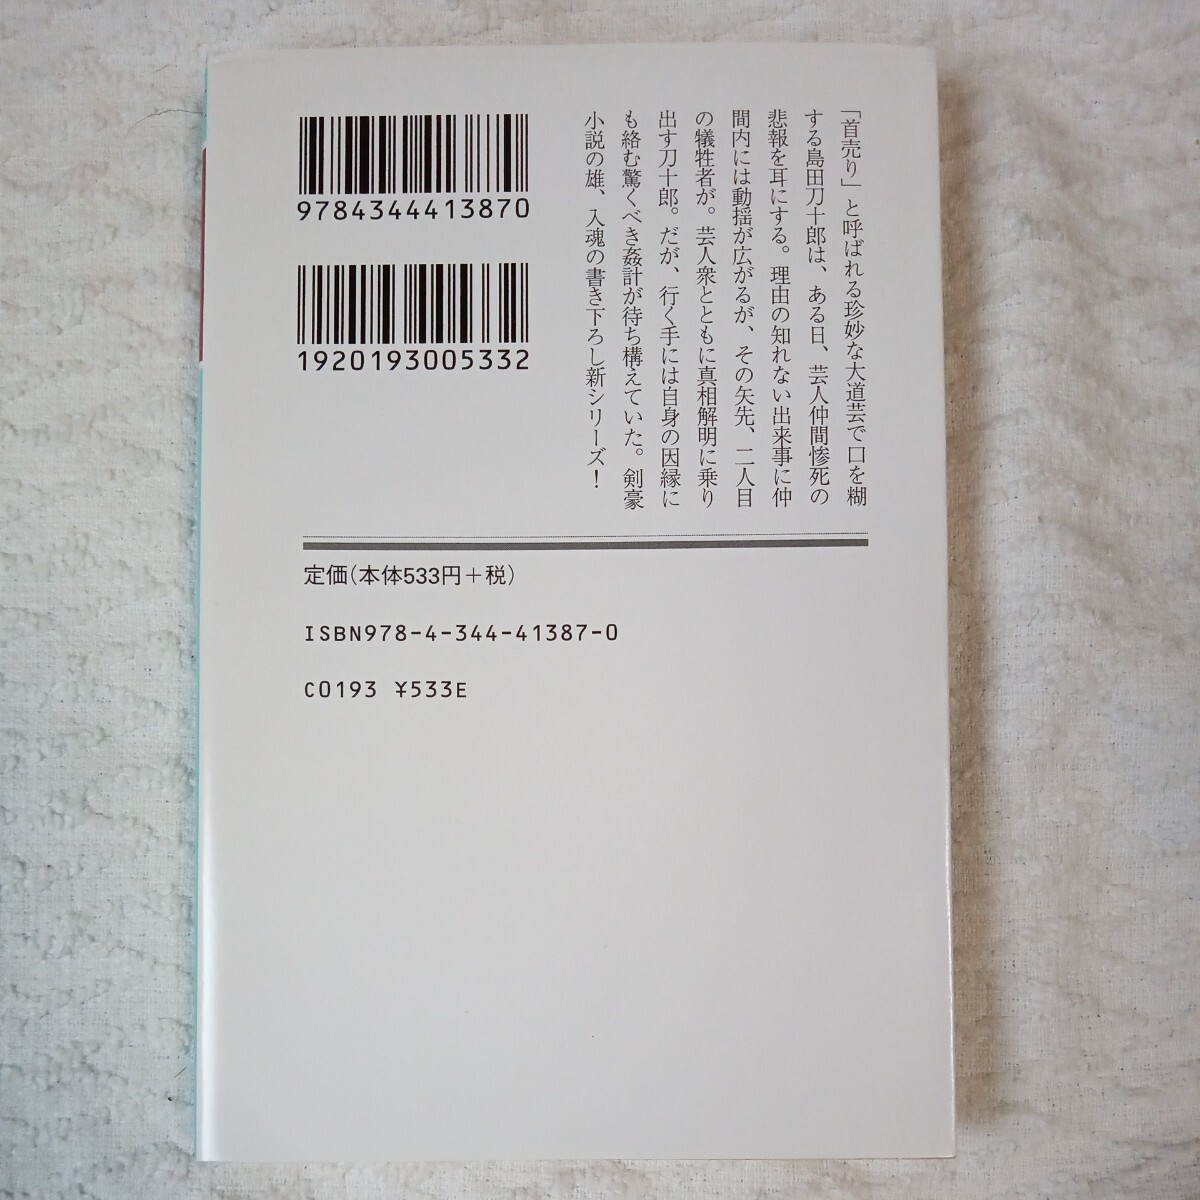 「首売り」と呼ばれる珍妙な大道芸で口を糊
する島田刀十郎は、ある日、芸人仲間惨死の
悲報を耳にする。理由の知れない出来事に仲
間内には動揺が広がるが、その矢先、二人目
の犠牲者が。芸人衆とともに真相解明に乗り
出す刀十郎。だが、行く手には自身の因縁に
も絡む驚くべき姦計が待ち構えていた。剣豪
小説の雄、入魂の書き下ろし新シリーズ！
9784344413870
1920193005332
定価（本体533円＋税）
ISBN978-4-344-41387-0
C0193 ¥533E